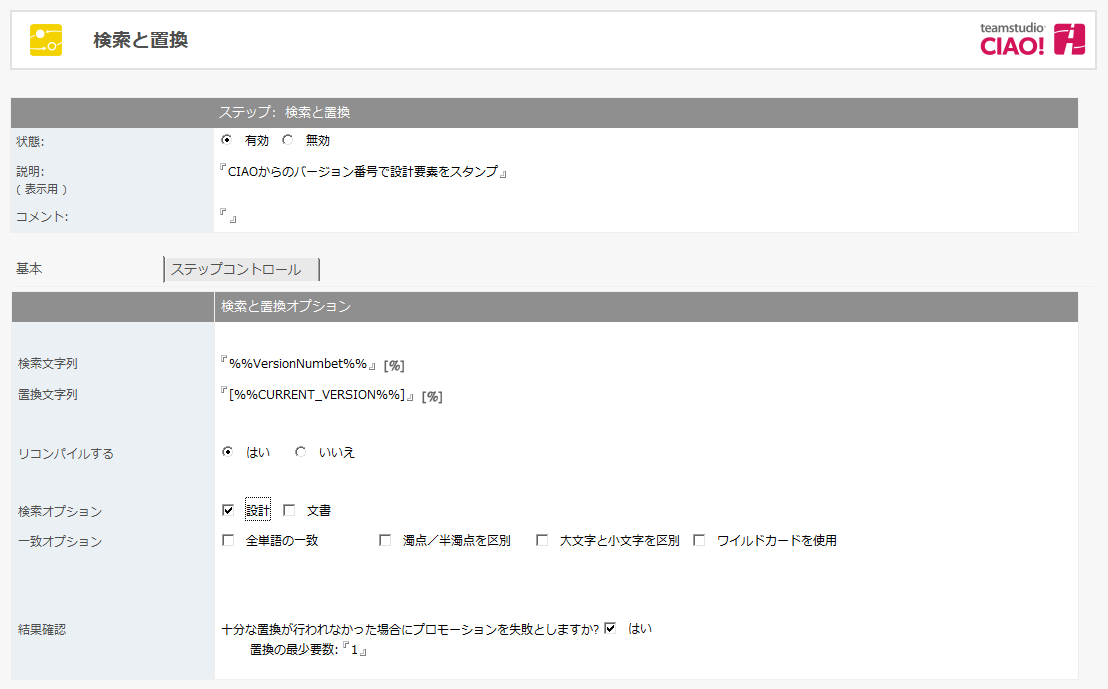 検索と置換
teamstudio
CIAO!
ステップ: 検索と置換
状態:
有効 無効
説明:
( 表示用 )
『CIAOからのバージョン番号で設計要素をスタンプ』
コメント:
『 』
基本 ステップコントロール
検索と置換オプション
検索文字列 『%%VersionNumbet%%』 [%]
置換文字列 『[%%CURRENT_VERSION%%]』 [%]
リコンパイルする はい いいえ
検索オプション 設計 文書
一致オプション 全単語の一致 濁点／半濁点を区別 大文字と小文字を区別 ワイルドカードを使用
結果確認 十分な置換が行われなかった場合にプロモーションを失敗としますか? はい
置換の最少要数:『1』